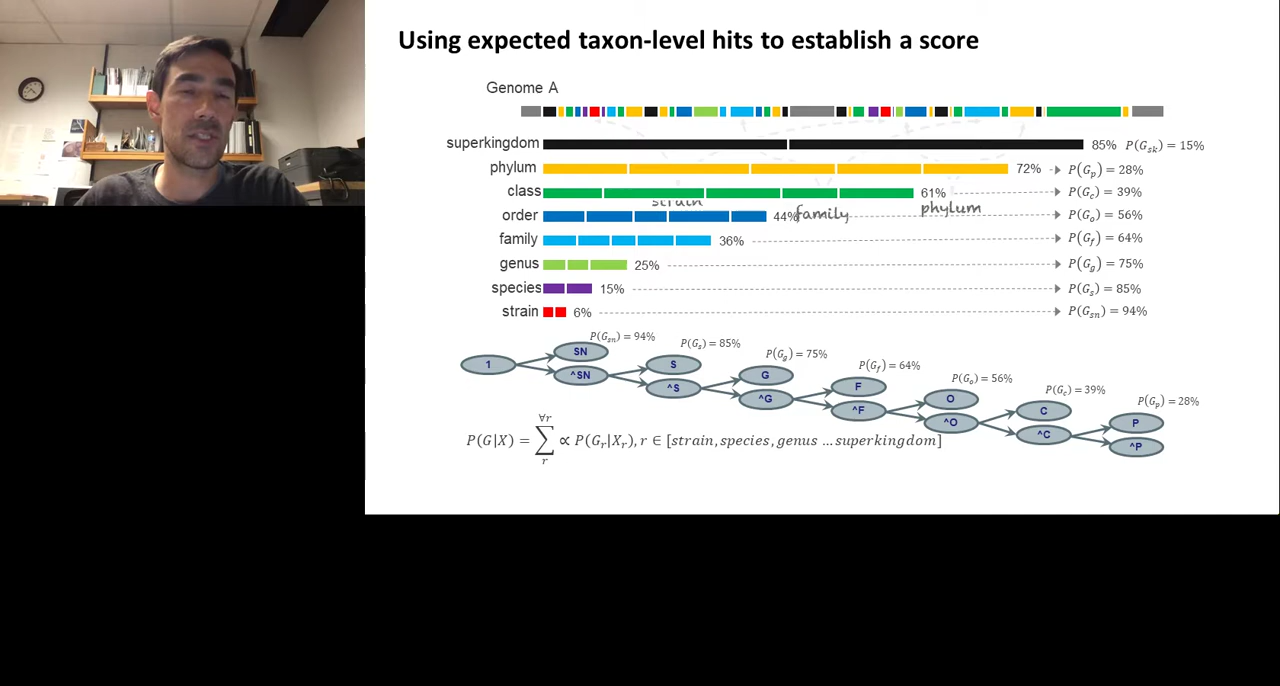 Using expected taxon-level hits to establish a score
Genome A
superkingdom 85% P(G_sk) = 15%
phylum 72% P(G_p) = 28%
class 61% P(G_c) = 39%
strain family phylum
order 44% P(G_o) = 56%
family 36% P(G_f) = 64%
genus 25% P(G_g) = 75%
species 15% P(G_s) = 85%
strain 6% P(G_sn) = 94%
P(G_sn) = 94% P(G_s) = 85% P(G_g) = 75% P(G_f) = 64% P(G_o) = 56% P(G_c) = 39% P(G_p) = 28%
1 SN S G F O C P
^SN ^S ^G ^F ^O ^C ^P
P(G|X) = ∑_r^∀r ∝ P(G_r|X_r), r ∈ [strain, species, genus … superkingdom]